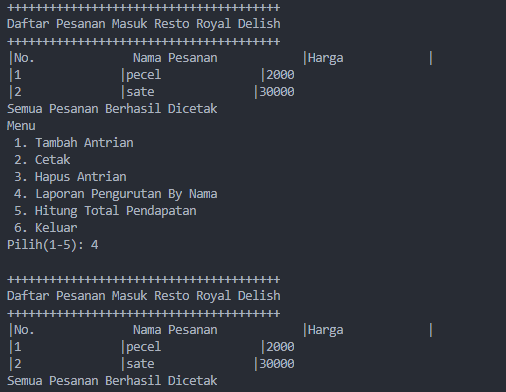 +++++++++++++++++++++++++++++++++++++++
Daftar Pesanan Masuk Resto Royal Delish
+++++++++++++++++++++++++++++++++++++++
|No. Nama Pesanan |Harga |
|1 |pecel |2000
|2 |sate |30000
Semua Pesanan Berhasil Dicetak
Menu
1. Tambah Antrian
2. Cetak
3. Hapus Antrian
4. Laporan Pengurutan By Nama
5. Hitung Total Pendapatan
6. Keluar
Pilih(1-5): 4
+++++++++++++++++++++++++++++++++++++++
Daftar Pesanan Masuk Resto Royal Delish
+++++++++++++++++++++++++++++++++++++++
|No. Nama Pesanan |Harga |
|1 |pecel |2000
|2 |sate |30000
Semua Pesanan Berhasil Dicetak